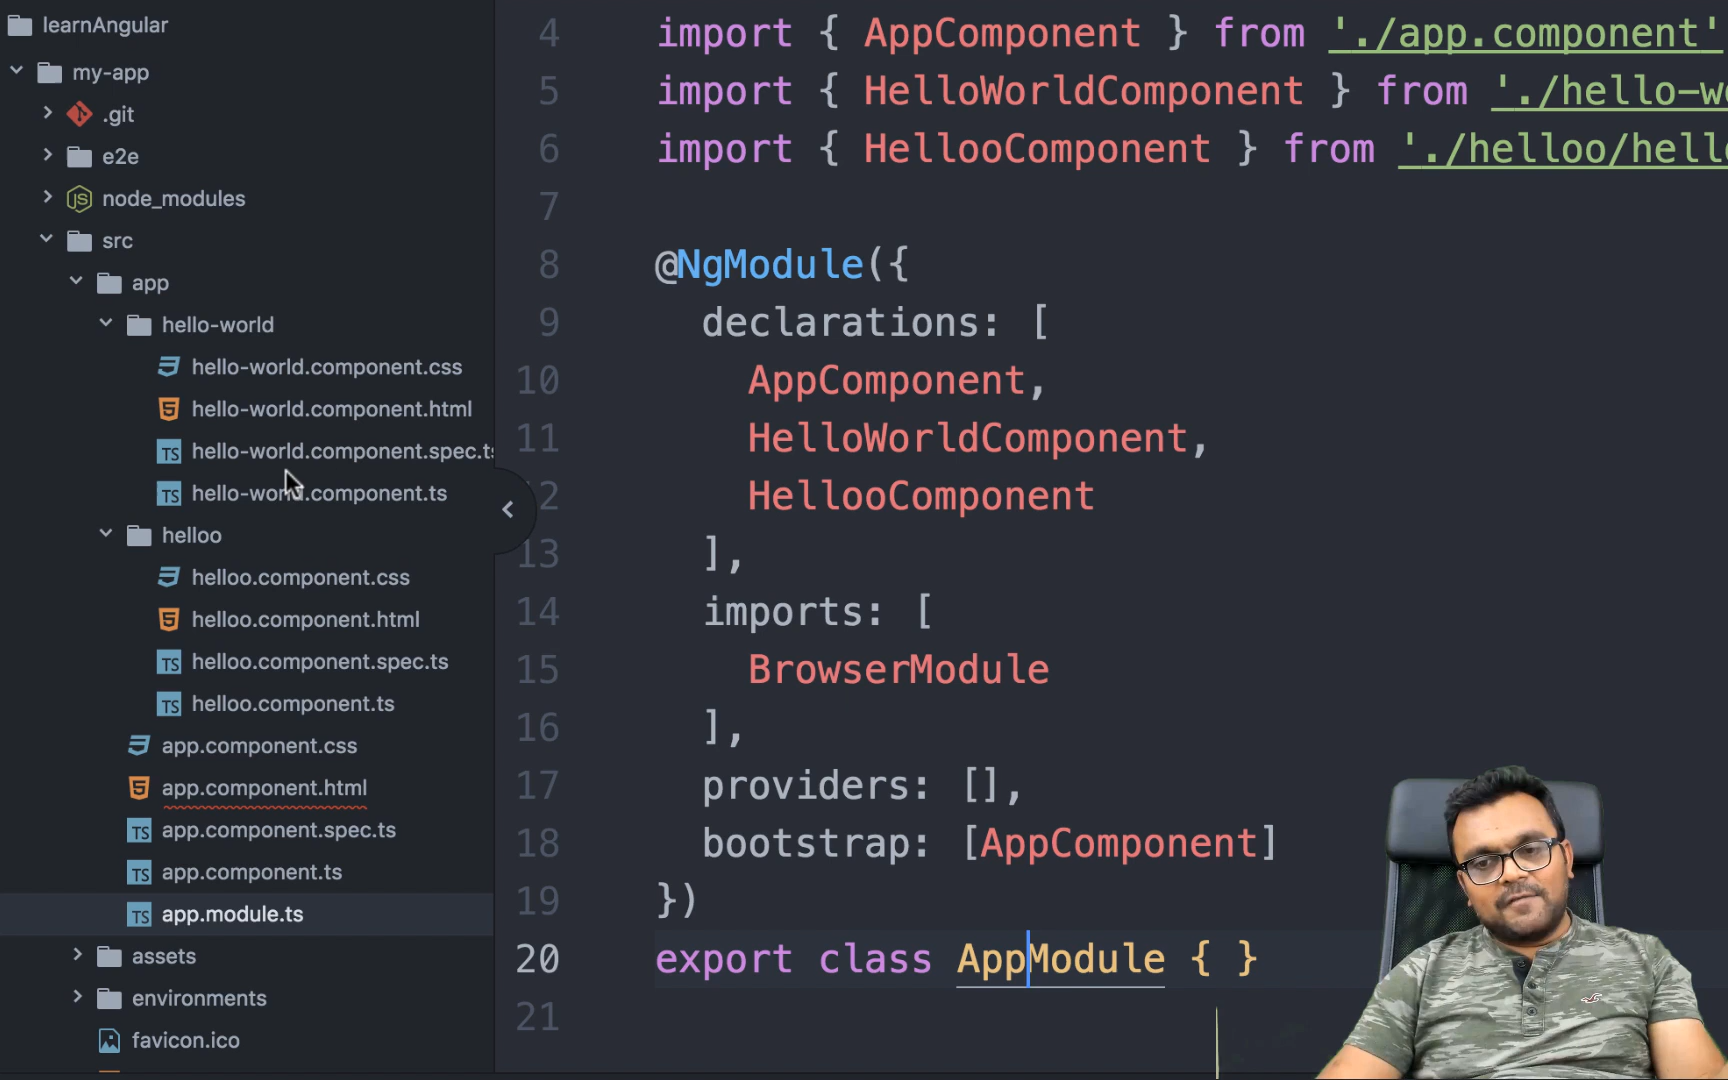 learnAngular
my-app
.git
e2e
node_modules
src
app
hello-world
hello-world.component.css
hello-world.component.html
hello-world.component.spec.ts
hello-world.component.ts
helloo
helloo.component.css
helloo.component.html
helloo.component.spec.ts
helloo.component.ts
app.component.css
app.component.html
app.component.spec.ts
app.component.ts
app.module.ts
assets
environments
favicon.ico
4 import { AppComponent } from './app.component'
5 import { HelloWorldComponent } from './hello-wo
6 import { HellooComponent } from './helloo/hello
7
8 @NgModule({
9 declarations: [
10 AppComponent,
11 HelloWorldComponent,
2 HellooComponent
13 ],
14 imports: [
15 BrowserModule
16 ],
17 providers: [],
18 bootstrap: [AppComponent]
19 })
20 export class AppModule { }
21